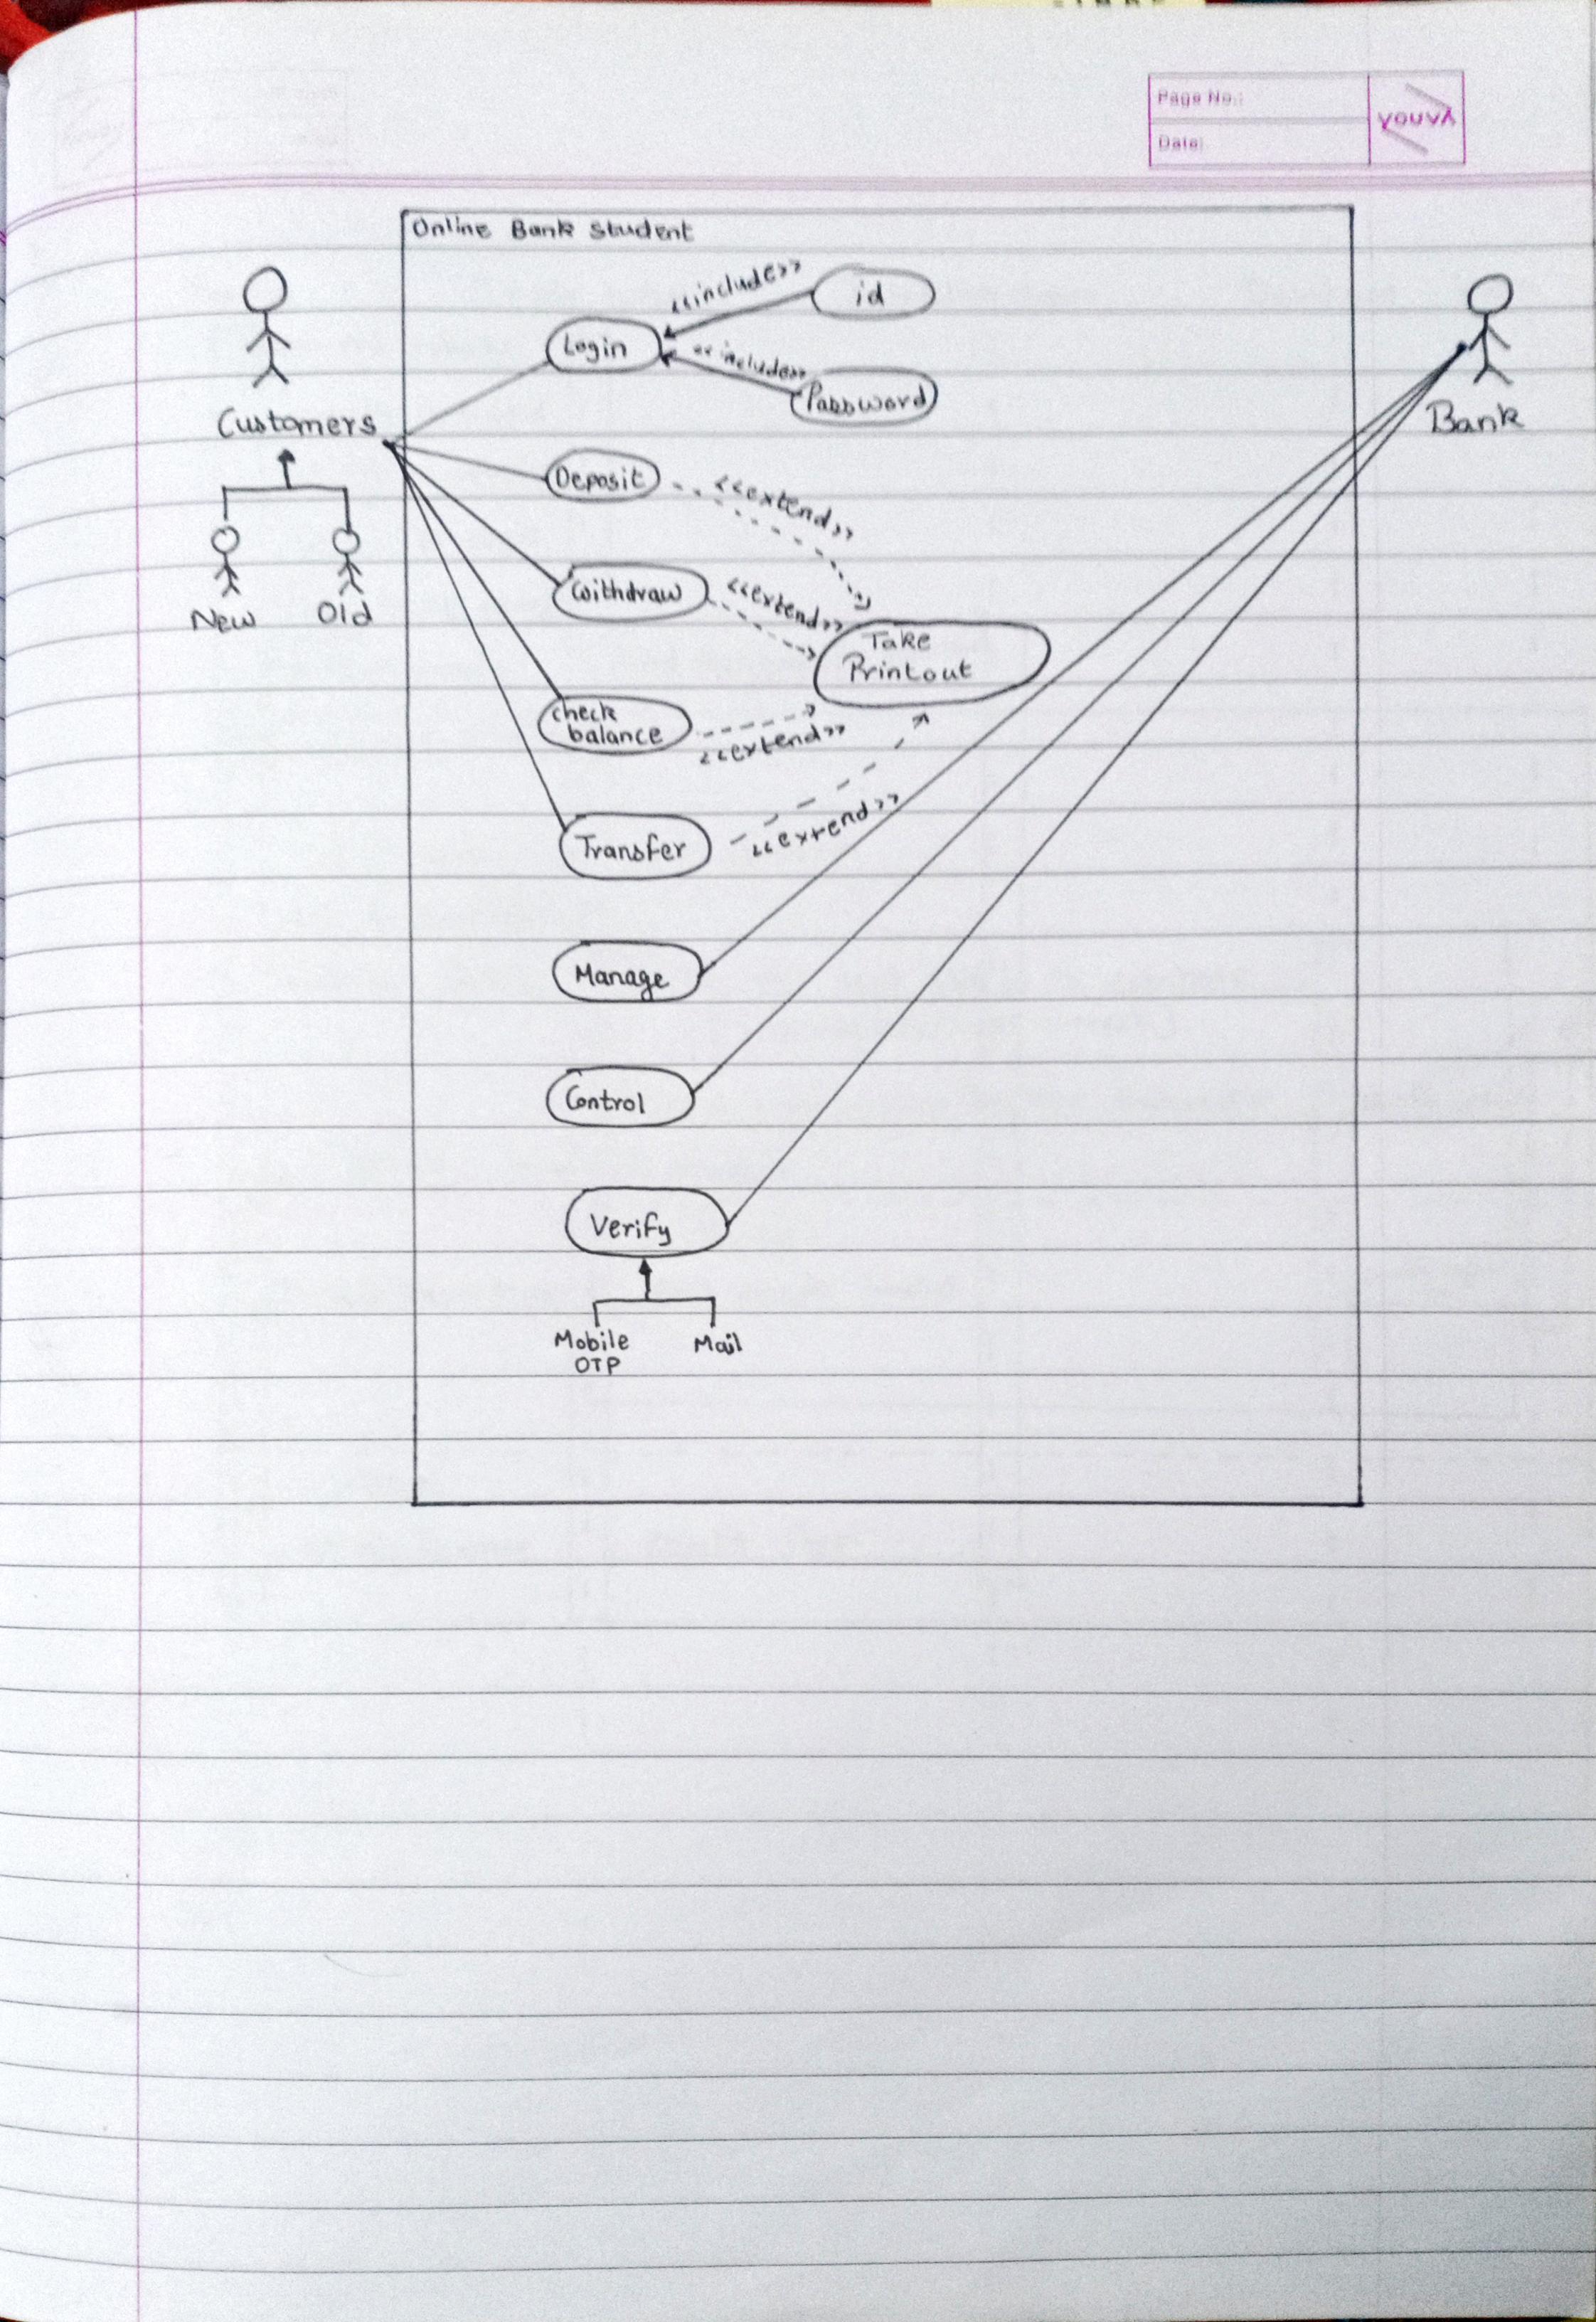 Page No.:
Date:
youva
Online Bank Student
<<include>>
id
Login
<<include>>
Password
Customers
Bank
Deposit
<<extend>>
New
Old
Withdraw
<<extend>>
Take
Printout
check
balance
<<extend>>
Transfer
<<extend>>
Manage
Control
Verify
Mobile
OTP
Mail